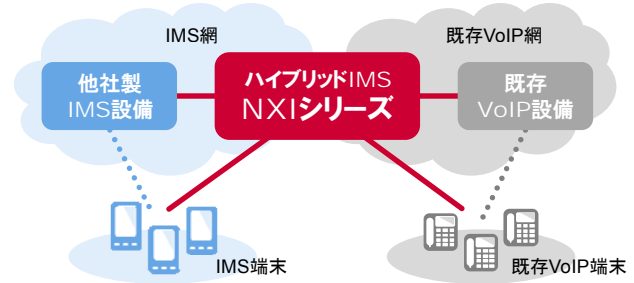 IMS網
既存VoIP網
他社製
IMS設備
ハイブリッドIMS
NXIシリーズ
既存
VoIP設備
IMS端末
既存VoIP端末